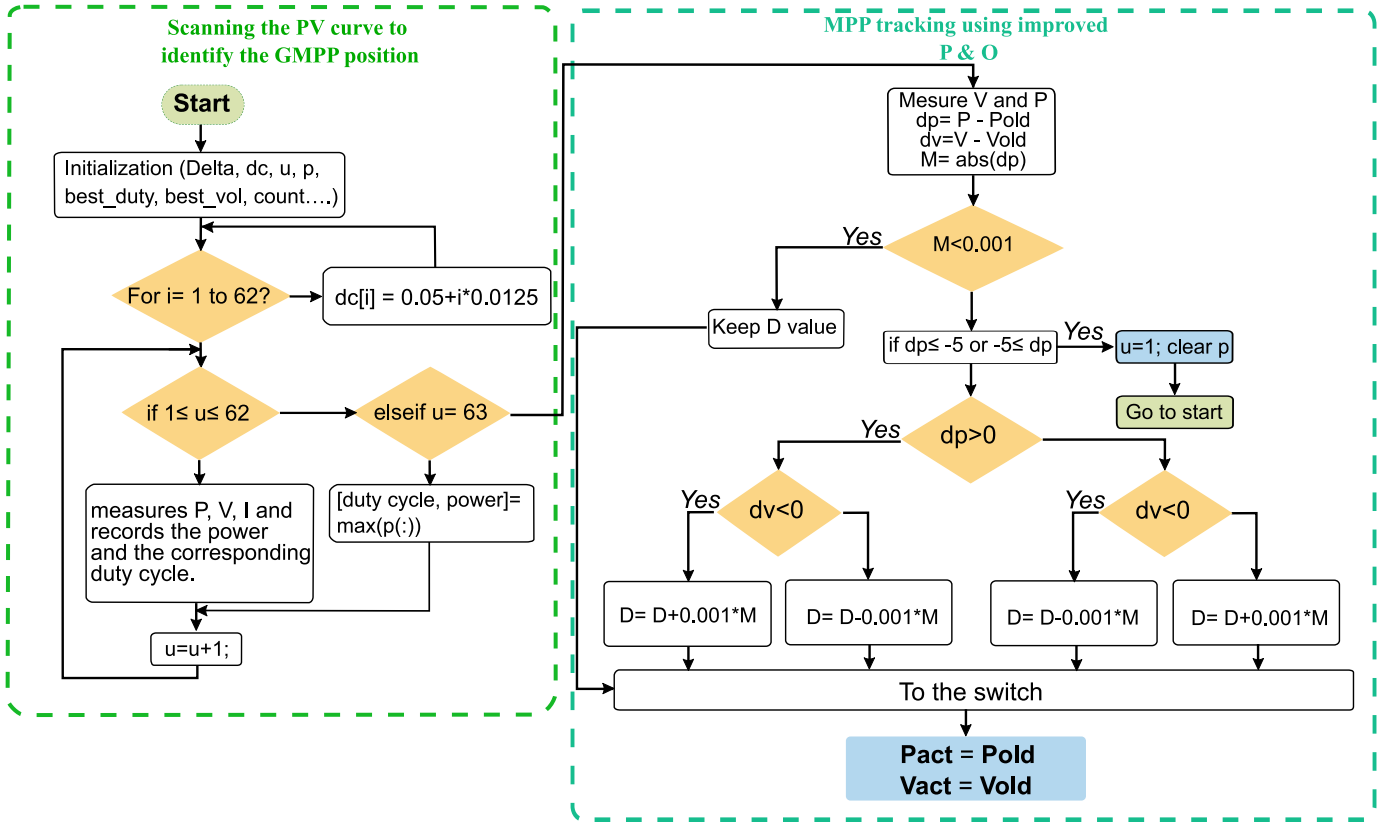 Scanning the PV curve to
identify the GMPP position
Start
Initialization (Delta, dc, u, p,
best_duty, best_vol, count….)
For i= 1 to 62?
dc[i] = 0.05+i*0.0125
if 1≤ u≤ 62
elseif u= 63
measures P, V, I and
records the power
and the corresponding
duty cycle.
[duty cycle, power]=
max(p(:))
u=u+1;
MPP tracking using improved
P & O
Mesure V and P
dp= P - Pold
dv=V - Vold
M= abs(dp)
Yes
M<0.001
Keep D value
if dp≤ -5 or -5≤ dp
Yes
u=1; clear p
Go to start
Yes
dp>0
Yes
dv<0
Yes
dv<0
D= D+0.001*M
D= D-0.001*M
D= D-0.001*M
D= D+0.001*M
To the switch
Pact = Pold
Vact = Vold